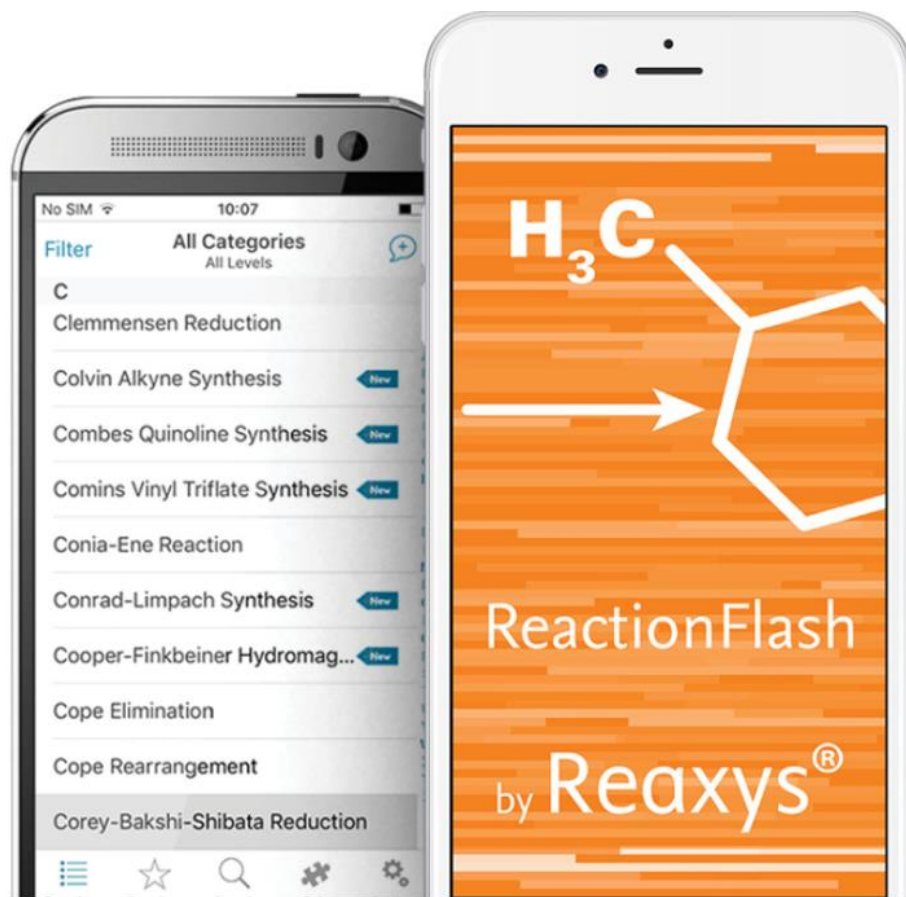 No SIM 10:07
Filter All Categories
All Levels
C
Clemmensen Reduction
Colvin Alkyne Synthesis New
Combes Quinoline Synthesis New
Comins Vinyl Triflate Synthesis New
Conia-Ene Reaction
Conrad-Limpach Synthesis New
Cooper-Finkbeiner Hydromag... New
Cope Elimination
Cope Rearrangement
Corey-Bakshi-Shibata Reduction
H₃C
ReactionFlash
by Reaxys®